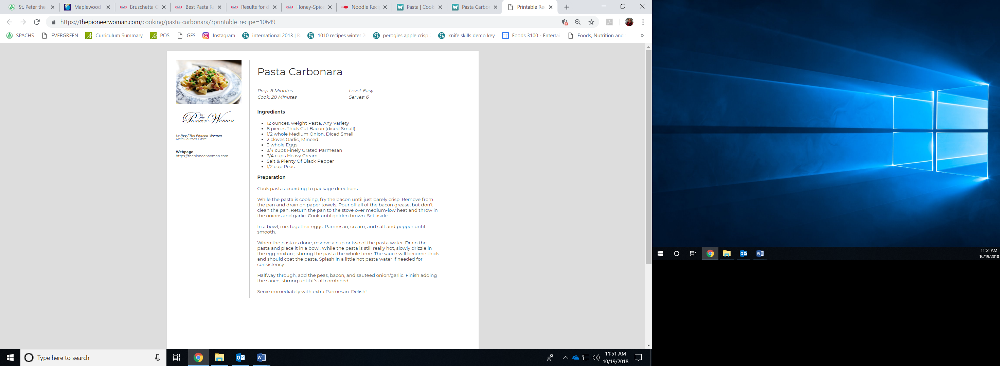 St. Peter the
Maplewood
Bruschetta C
Best Pasta Re
Results for d
Honey-Spice
Noodle Reci
Pasta | Cook
Pasta Carbon
Printable Re
https://thepioneerwoman.com/cooking/pasta-carbonara/?printable_recipe=10649
SPACHS
EVERGREEN
Curriculum Summary
POS
GFS
Instagram
international 2013 | R
1010 recipes winter 2
perogies apple crisp
knife skills demo key
Foods 3100 - Enterta
Foods, Nutrition and
»
Pasta Carbonara
Prep: 5 Minutes
Level: Easy
Cook: 20 Minutes
Serves: 6
The
Pioneer Woman
by Ree | The Pioneer Woman
Main Courses, Pasta
Webpage
https://thepioneerwoman.com
Ingredients
• 12 ounces, weight Pasta, Any Variety
• 8 pieces Thick Cut Bacon (diced Small)
• 1/2 whole Medium Onion, Diced Small
• 2 cloves Garlic, Minced
• 3 whole Eggs
• 3/4 cups Finely Grated Parmesan
• 3/4 cups Heavy Cream
• Salt & Plenty Of Black Pepper
• 1/2 cup Peas
Preparation
Cook pasta according to package directions.
While the pasta is cooking, fry the bacon until just barely crisp. Remove from
the pan and drain on paper towels. Pour off all of the bacon grease, but don't
clean the pan. Return the pan to the stove over medium-low heat and throw in
the onions and garlic. Cook until golden brown. Set aside.
In a bowl, mix together eggs, Parmesan, cream, and salt and pepper until
smooth.
When the pasta is done, reserve a cup or two of the pasta water. Drain the
pasta and place it in a bowl. While the pasta is still really hot, slowly drizzle in
the egg mixture, stirring the pasta the whole time. The sauce will become thick
and should coat the pasta. Splash in a little hot pasta water if needed for
consistency.
Halfway through, add the peas, bacon, and sauteed onion/garlic. Finish adding
the sauce, stirring until it's all combined.
Serve immediately with extra Parmesan. Delish!
Type here to search
11:51 AM
10/19/2018
11:51 AM
10/19/2018